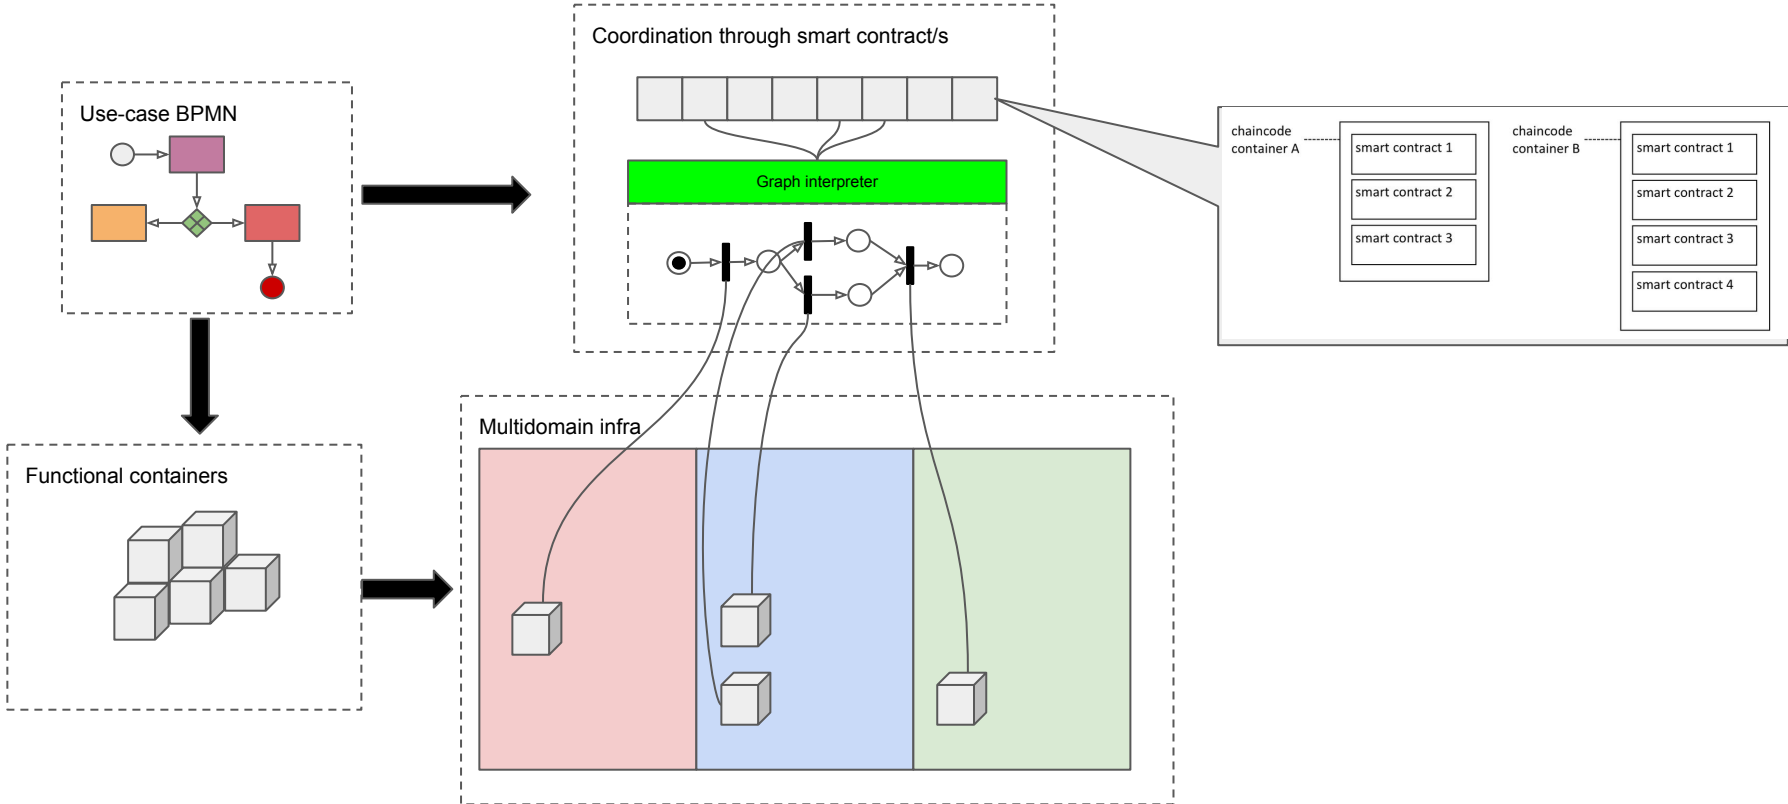 Coordination through smart contract/s
Use-case BPMN
Graph interpreter
chaincode
container A
smart contract 1
smart contract 2
smart contract 3
chaincode
container B
smart contract 1
smart contract 2
smart contract 3
smart contract 4
Multidomain infra
Functional containers